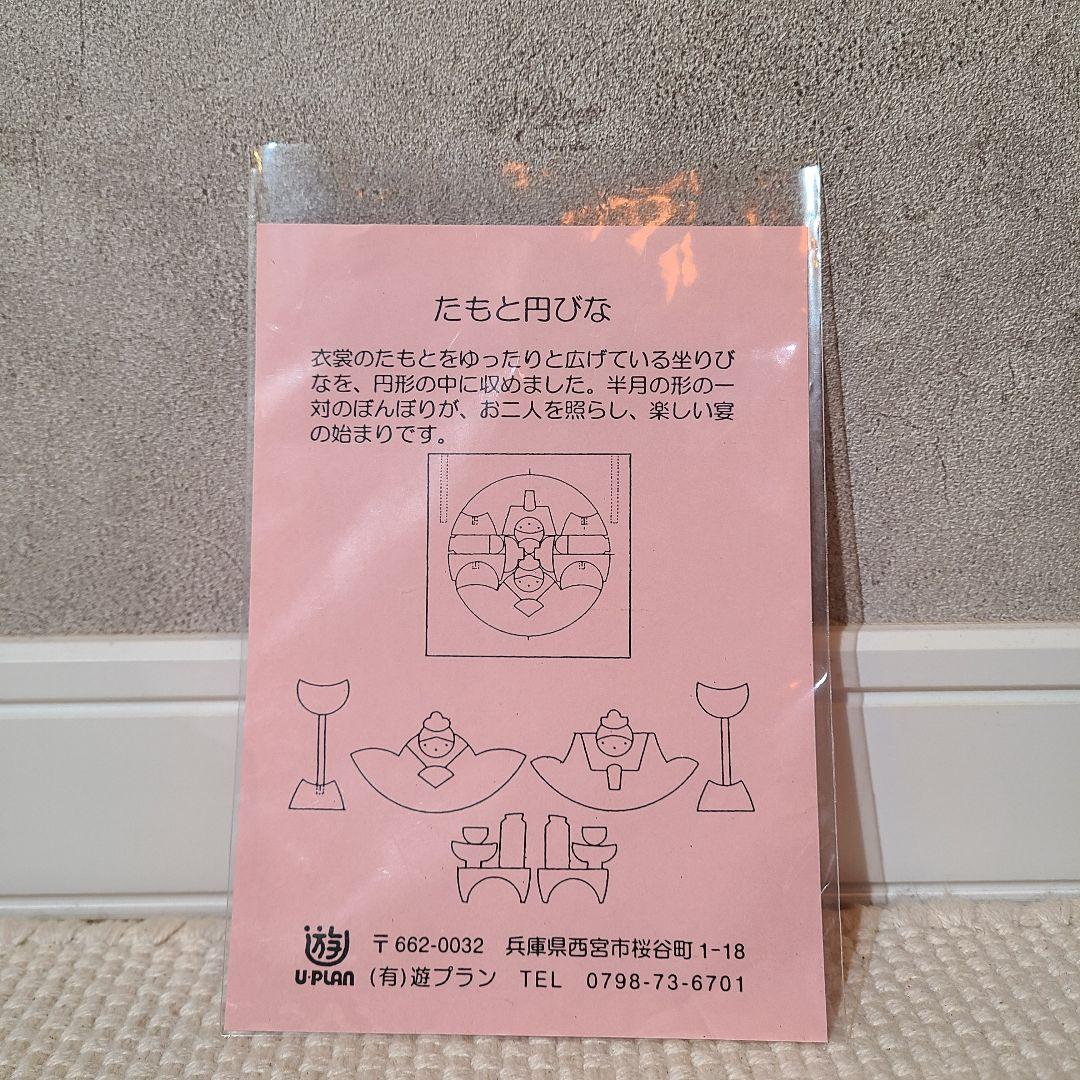 たもと円びな
衣裳のたもとをゆったりと広げている坐りび
なを、円形の中に収めました。半月の形の一
対のぼんぼりが、お二人を照らし、楽しい宴
の始まりです。
遊 〒662-0032 兵庫県西宮市桜谷町1-18
U·PLAN (有)遊プラン TEL 0798-73-6701